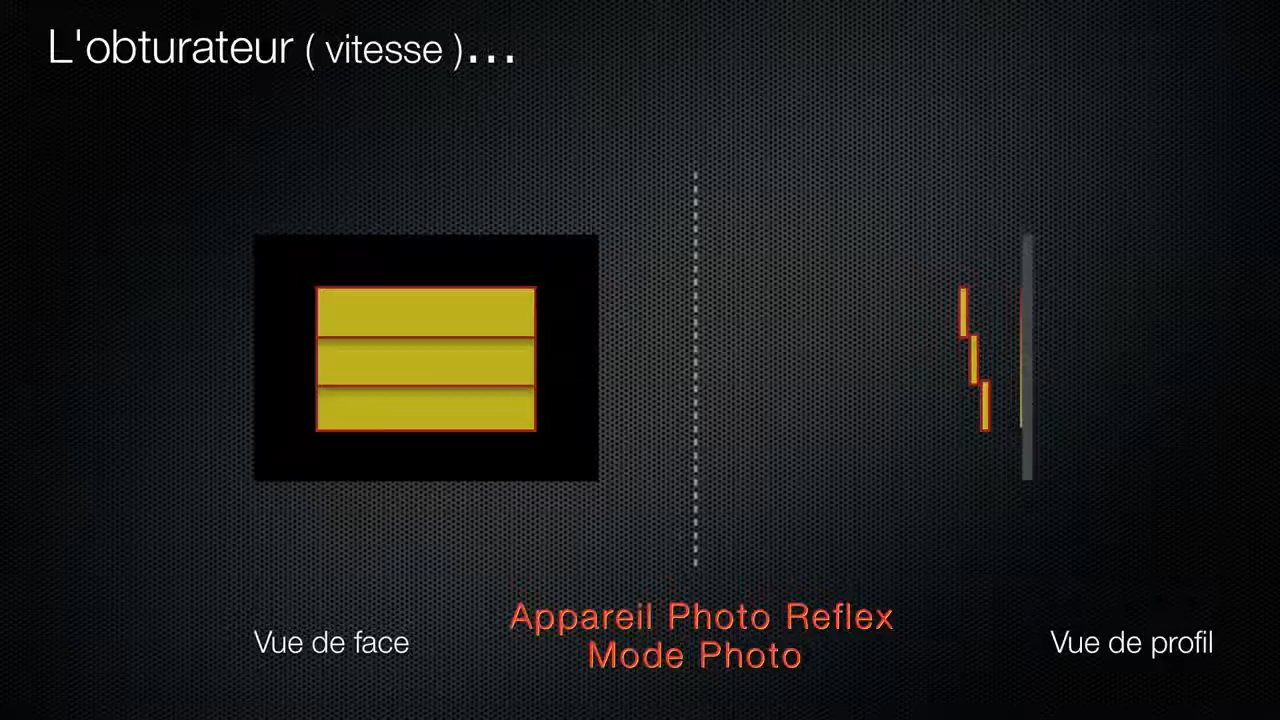 L'obturateur ( vitesse )...
Appareil Photo Reflex
Mode Photo
Vue de face
Vue de profil